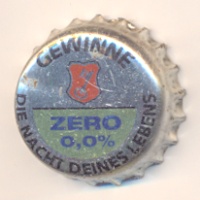 GEWINNE
ZERO
0,0%
DIE NACHT DEINES LEBENS